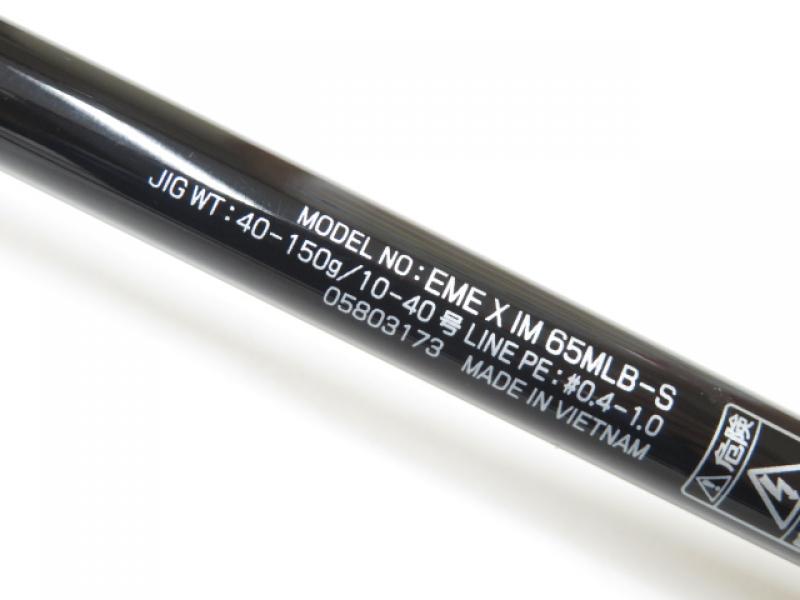 MODEL NO:EME X IM 65MLB-S
JIG WT:40-150g/10-40号 LINE PE:#0.4-1.0
05803173 MADE IN VIETNAM
危険